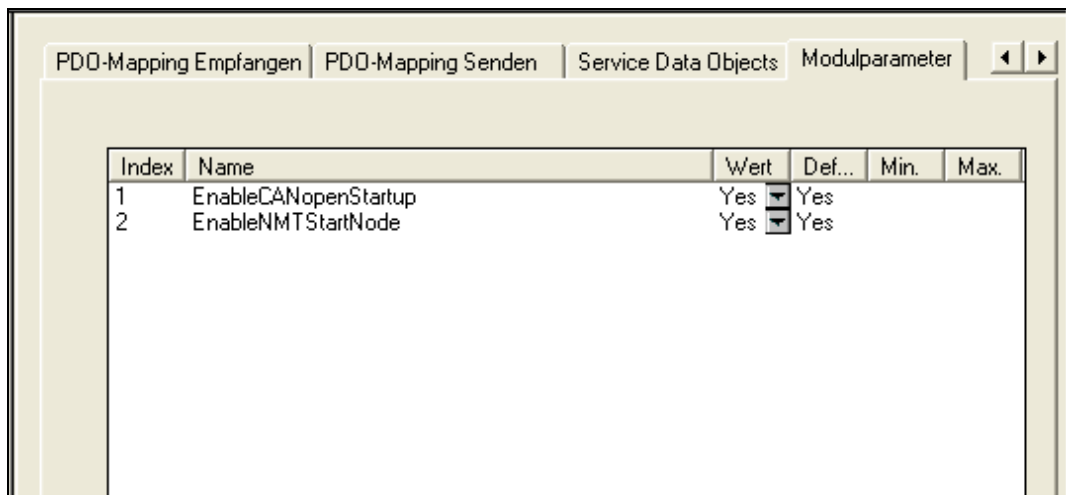 PDO-Mapping Empfangen PDO-Mapping Senden Service Data Objects Modulparameter
Index Name Wert Def... Min. Max.
1 EnableCANopenStartup Yes Yes
2 EnableNMTStartNode Yes Yes